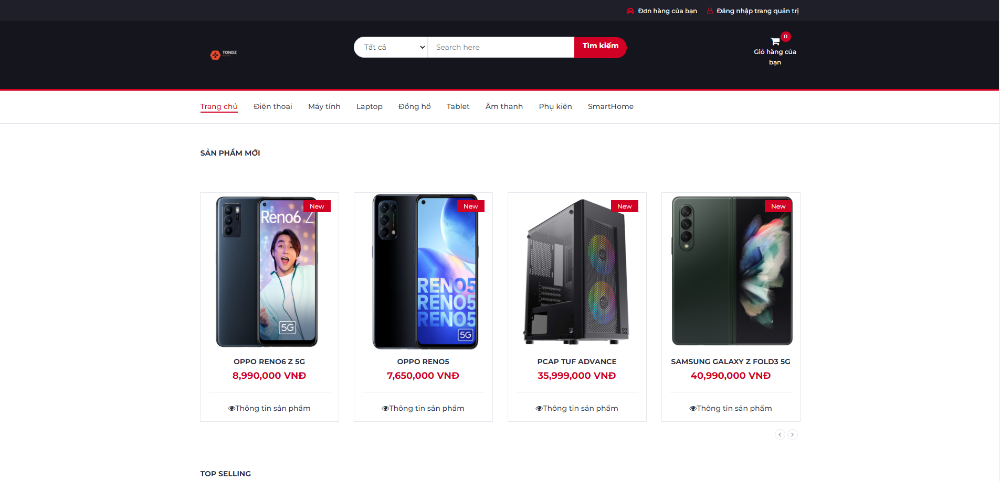 Đơn hàng của bạn Đăng nhập trang quản trị
TONDZ
Tất cả Search here Tìm kiếm
0
Giỏ hàng của
bạn
Trang chủ Điện thoại Máy tính Laptop Đồng hồ Tablet Âm thanh Phụ kiện SmartHome
SẢN PHẨM MỚI
New
Reno6 Z
5G
OPPO RENO6 Z 5G
8,990,000 VNĐ
Thông tin sản phẩm
New
RENO5
RENO5
RENO5
5G
OPPO RENO5
7,650,000 VNĐ
Thông tin sản phẩm
New
PCAP TUF ADVANCE
35,999,000 VNĐ
Thông tin sản phẩm
New
SAMSUNG GALAXY Z FOLD3 5G
40,990,000 VNĐ
Thông tin sản phẩm
TOP SELLING